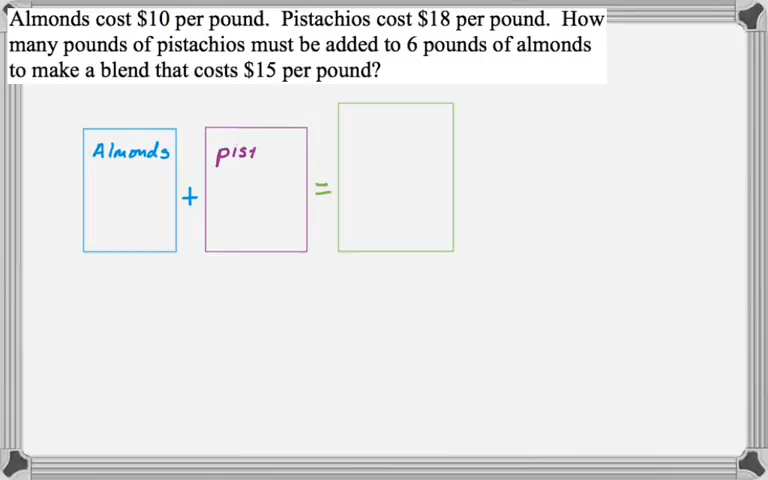 Almonds cost $10 per pound. Pistachios cost $18 per pound. How
many pounds of pistachios must be added to 6 pounds of almonds
to make a blend that costs $15 per pound?
Almonds pist
+ =